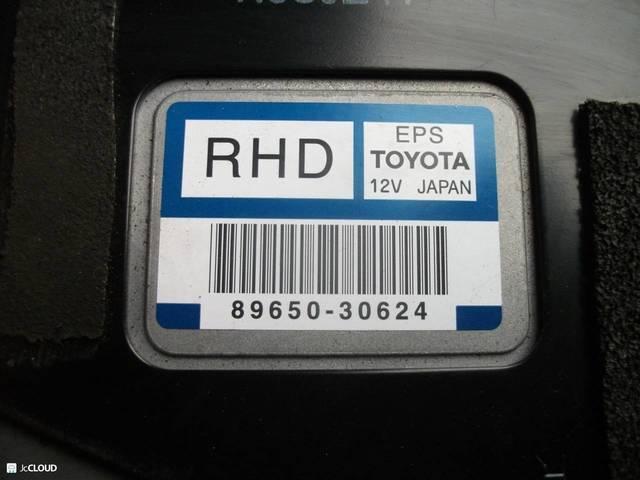 RHD
EPS
TOYOTA
12V JAPAN
89650-30624
JcCLOUD